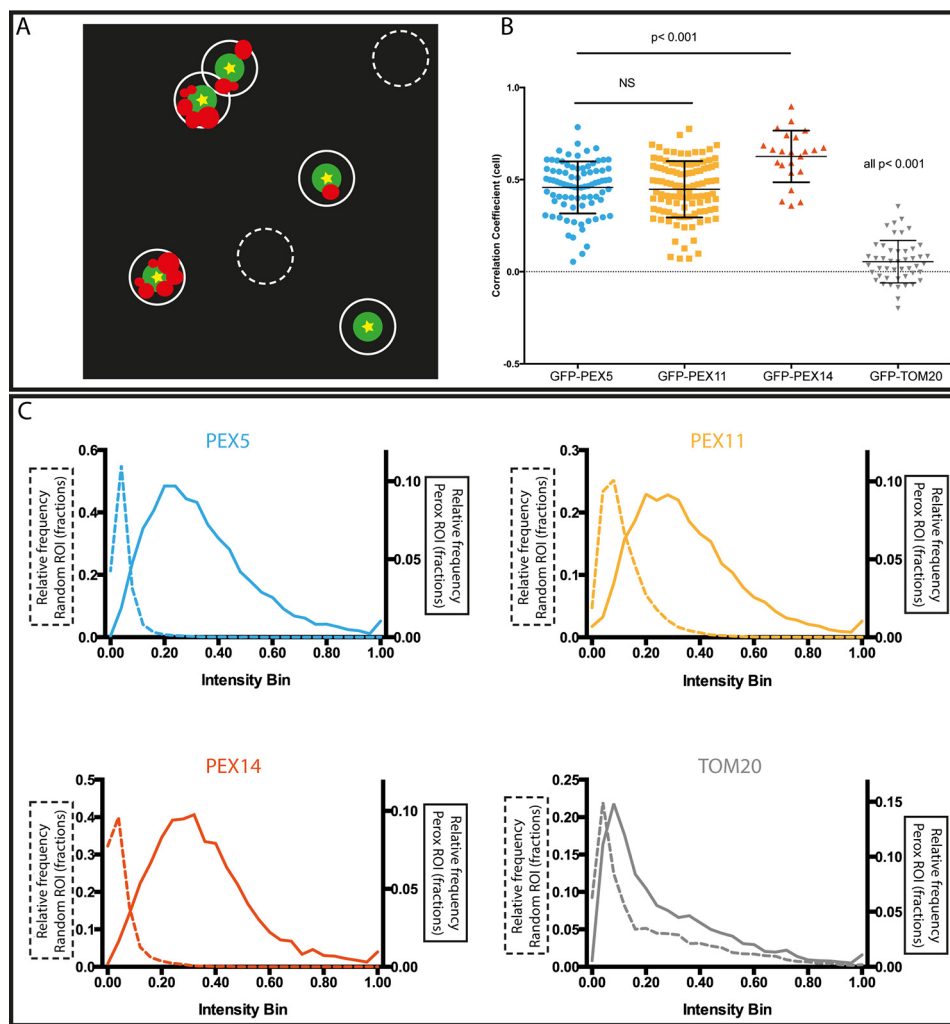 A
B
p< 0.001
NS
all p< 0.001
Correlation Coeffiecient (cell)
1.0
0.5
0.0
-0.5
GFP-PEX5
GFP-PEX11
GFP-PEX14
GFP-TOM20
C
PEX5
Relative frequency
Random ROI (fractions)
0.6
0.4
0.2
0.0
0.10
0.05
0.00
Relative frequency
Perox ROI (fractions)
0.00 0.20 0.40 0.60 0.80 1.00
Intensity Bin
PEX11
Relative frequency
Random ROI (fractions)
0.3
0.2
0.1
0.0
0.10
0.05
0.00
Relative frequency
Perox ROI (fractions)
0.00 0.20 0.40 0.60 0.80 1.00
Intensity Bin
PEX14
Relative frequency
Random ROI (fractions)
0.5
0.4
0.3
0.2
0.1
0.0
0.10
0.05
0.00
Relative frequency
Perox ROI (fractions)
0.00 0.20 0.40 0.60 0.80 1.00
Intensity Bin
TOM20
Relative frequency
Random ROI (fractions)
0.25
0.20
0.15
0.10
0.05
0.00
0.15
0.10
0.05
0.00
Relative frequency
Perox ROI (fractions)
0.00 0.20 0.40 0.60 0.80 1.00
Intensity Bin